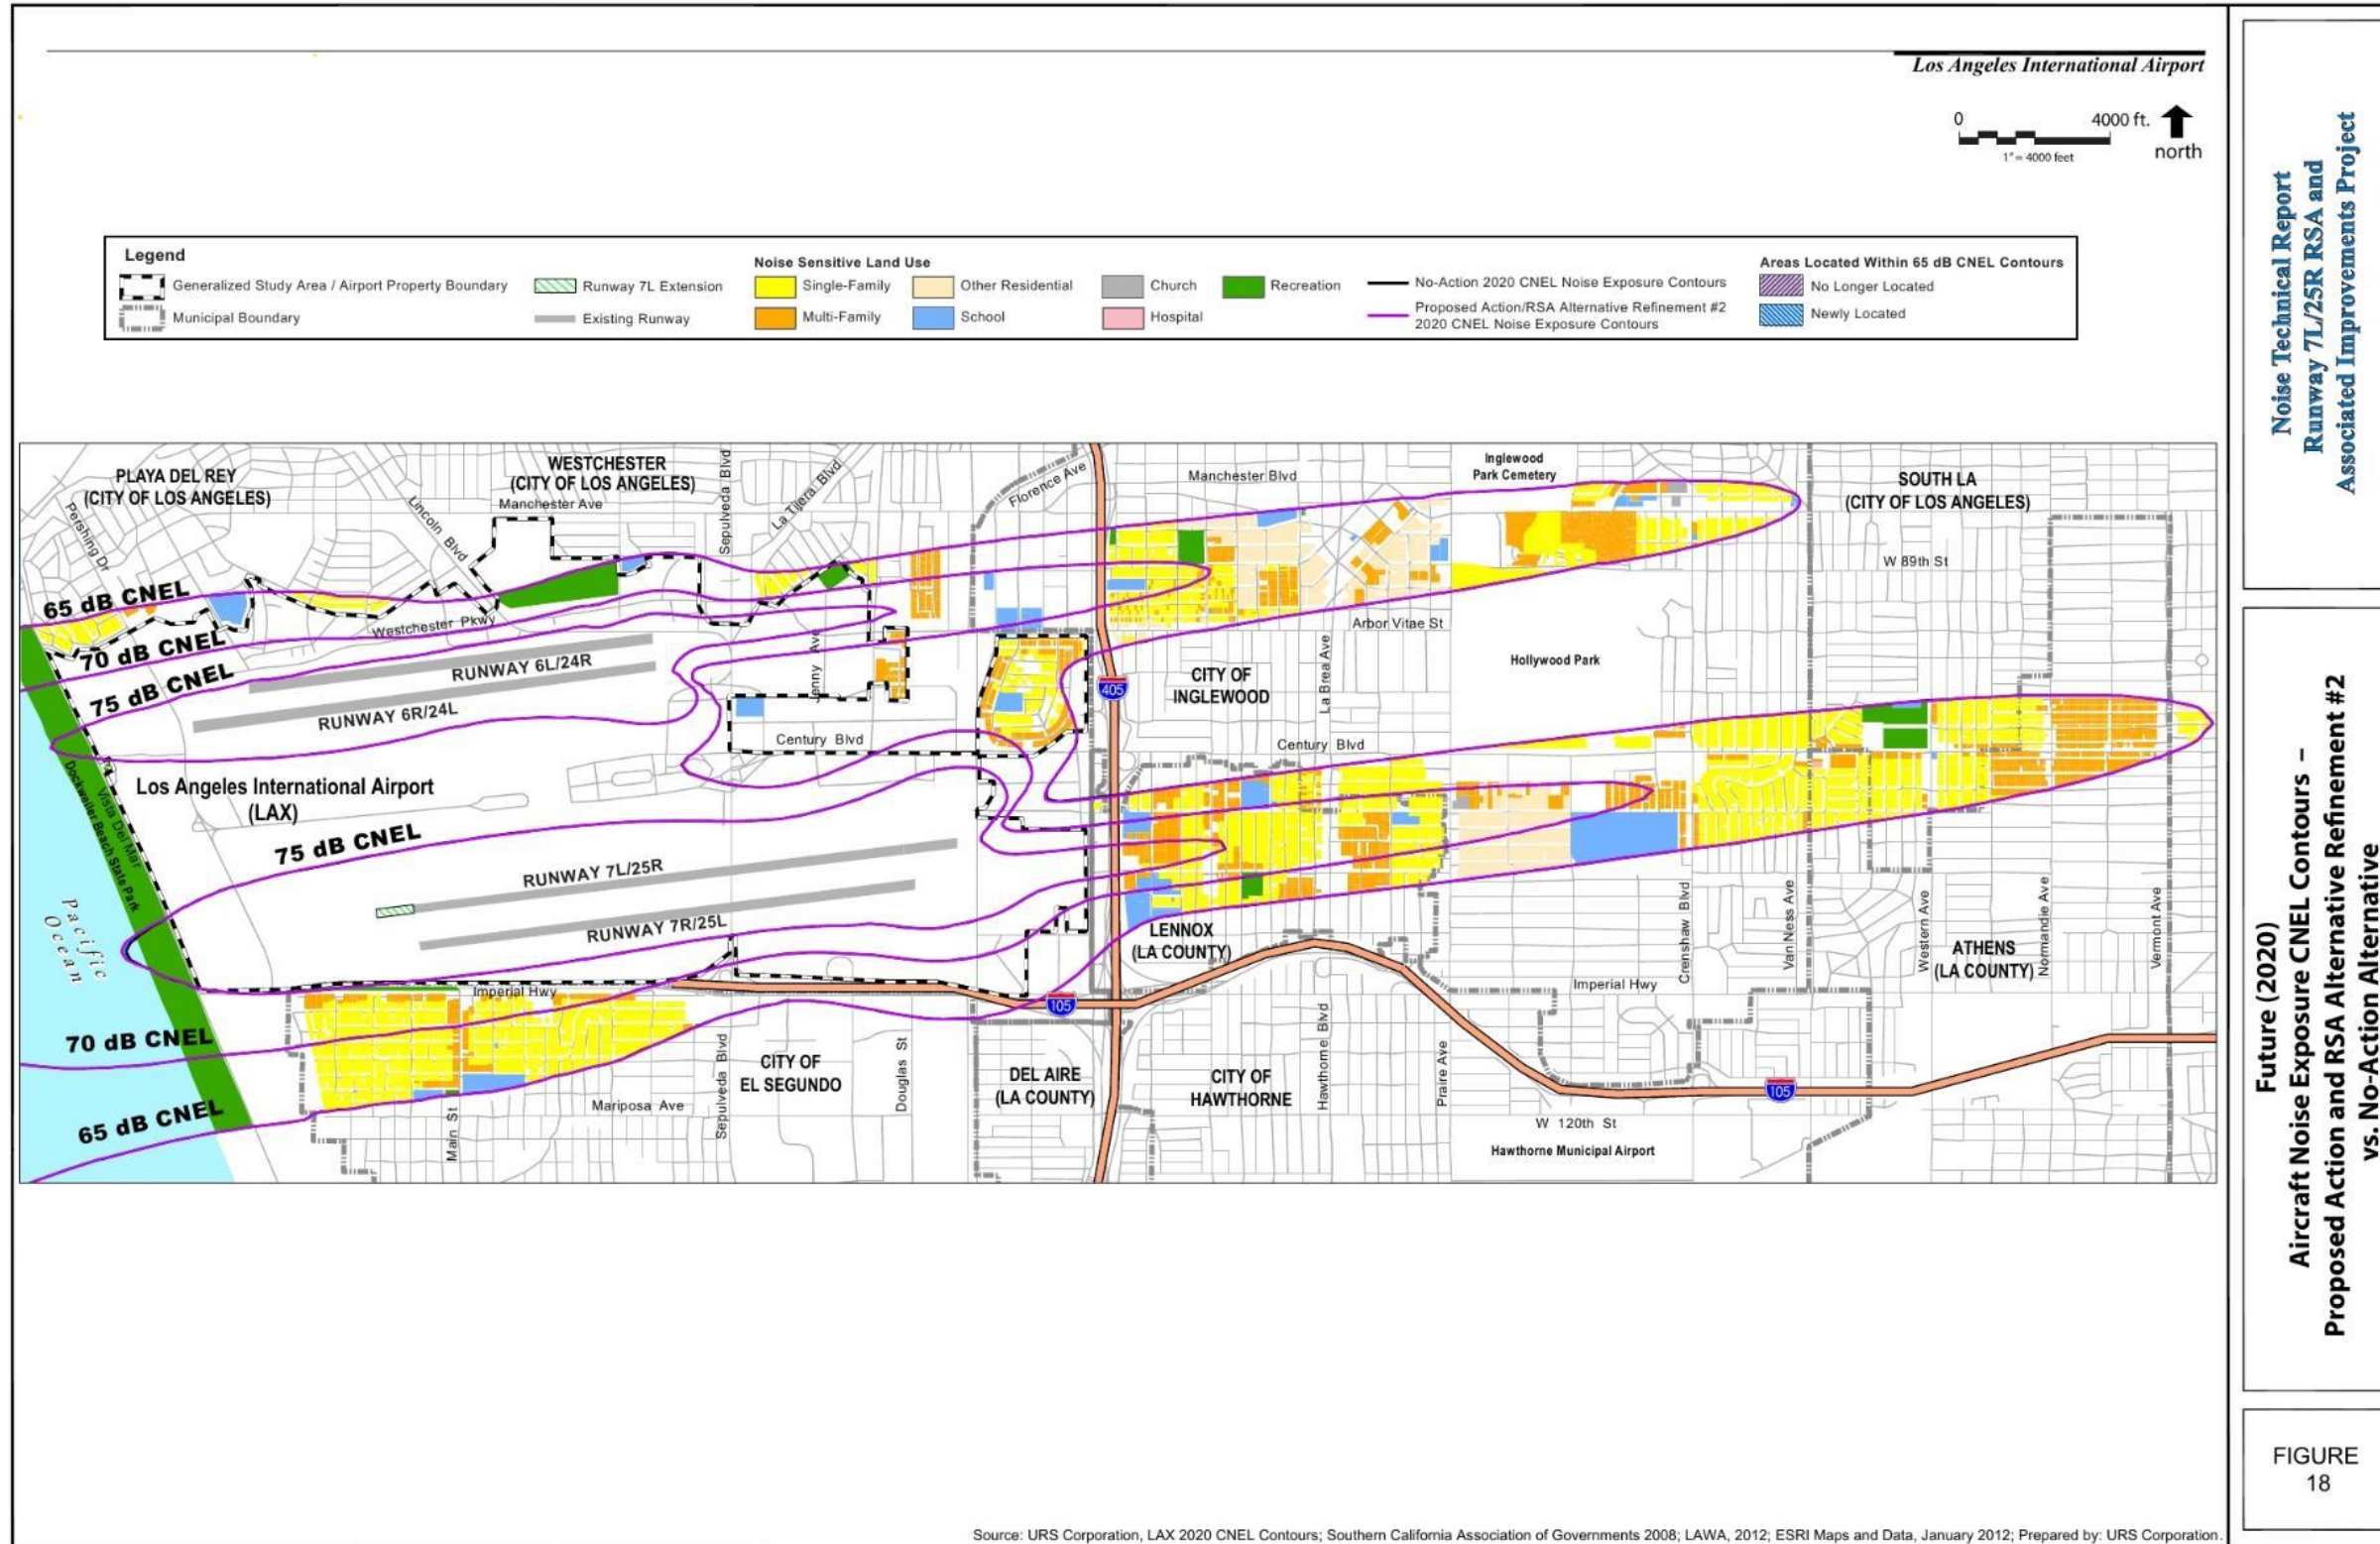 Los Angeles International Airport
0 4000 ft.
1"= 4000 feet
north
Legend
Generalized Study Area / Airport Property Boundary
Municipal Boundary
Runway 7L Extension
Existing Runway
Noise Sensitive Land Use
Single-Family
Multi-Family
Other Residential
School
Church
Hospital
Recreation
No-Action 2020 CNEL Noise Exposure Contours
Proposed Action/RSA Alternative Refinement #2
2020 CNEL Noise Exposure Contours
Areas Located Within 65 dB CNEL Contours
No Longer Located
Newly Located
PLAYA DEL REY
(CITY OF LOS ANGELES)
Pershing Dr
Lincoln Blvd
WESTCHESTER
(CITY OF LOS ANGELES)
Manchester Ave
Sepulveda Blvd
La Tijera Blvd
Florence Ave
Manchester Blvd
Inglewood
Park Cemetery
SOUTH LA
(CITY OF LOS ANGELES)
W 89th St
65 dB CNEL
70 dB CNEL
75 dB CNEL
Westchester Pkwy
RUNWAY 6L/24R
RUNWAY 6R/24L
Jenny Ave
Century Blvd
405
CITY OF
INGLEWOOD
La Brea Ave
Arbor Vitae St
Hollywood Park
Century Blvd
Los Angeles International Airport
(LAX)
Vista Del Mar
Dockweiler Beach State Park
75 dB CNEL
RUNWAY 7L/25R
RUNWAY 7R/25L
Pacific
Ocean
LENNOX
(LA COUNTY)
Imperial Hwy
105
Imperial Hwy
Crenshaw Blvd
Van Ness Ave
Western Ave
ATHENS
(LA COUNTY)
Normandie Ave
Vermont Ave
70 dB CNEL
65 dB CNEL
Main St
Mariposa Ave
Sepulveda Blvd
CITY OF
EL SEGUNDO
Douglas St
DEL AIRE
(LA COUNTY)
CITY OF
HAWTHORNE
Hawthorne Blvd
Praire Ave
105
W 120th St
Hawthorne Municipal Airport
Noise Technical Report
Runway 7L/25R RSA and
Associated Improvements Project
Future (2020)
Aircraft Noise Exposure CNEL Contours –
Proposed Action and RSA Alternative Refinement #2
vs. No-Action Alternative
FIGURE
18
Source: URS Corporation, LAX 2020 CNEL Contours; Southern California Association of Governments 2008; LAWA, 2012; ESRI Maps and Data, January 2012; Prepared by: URS Corporation.